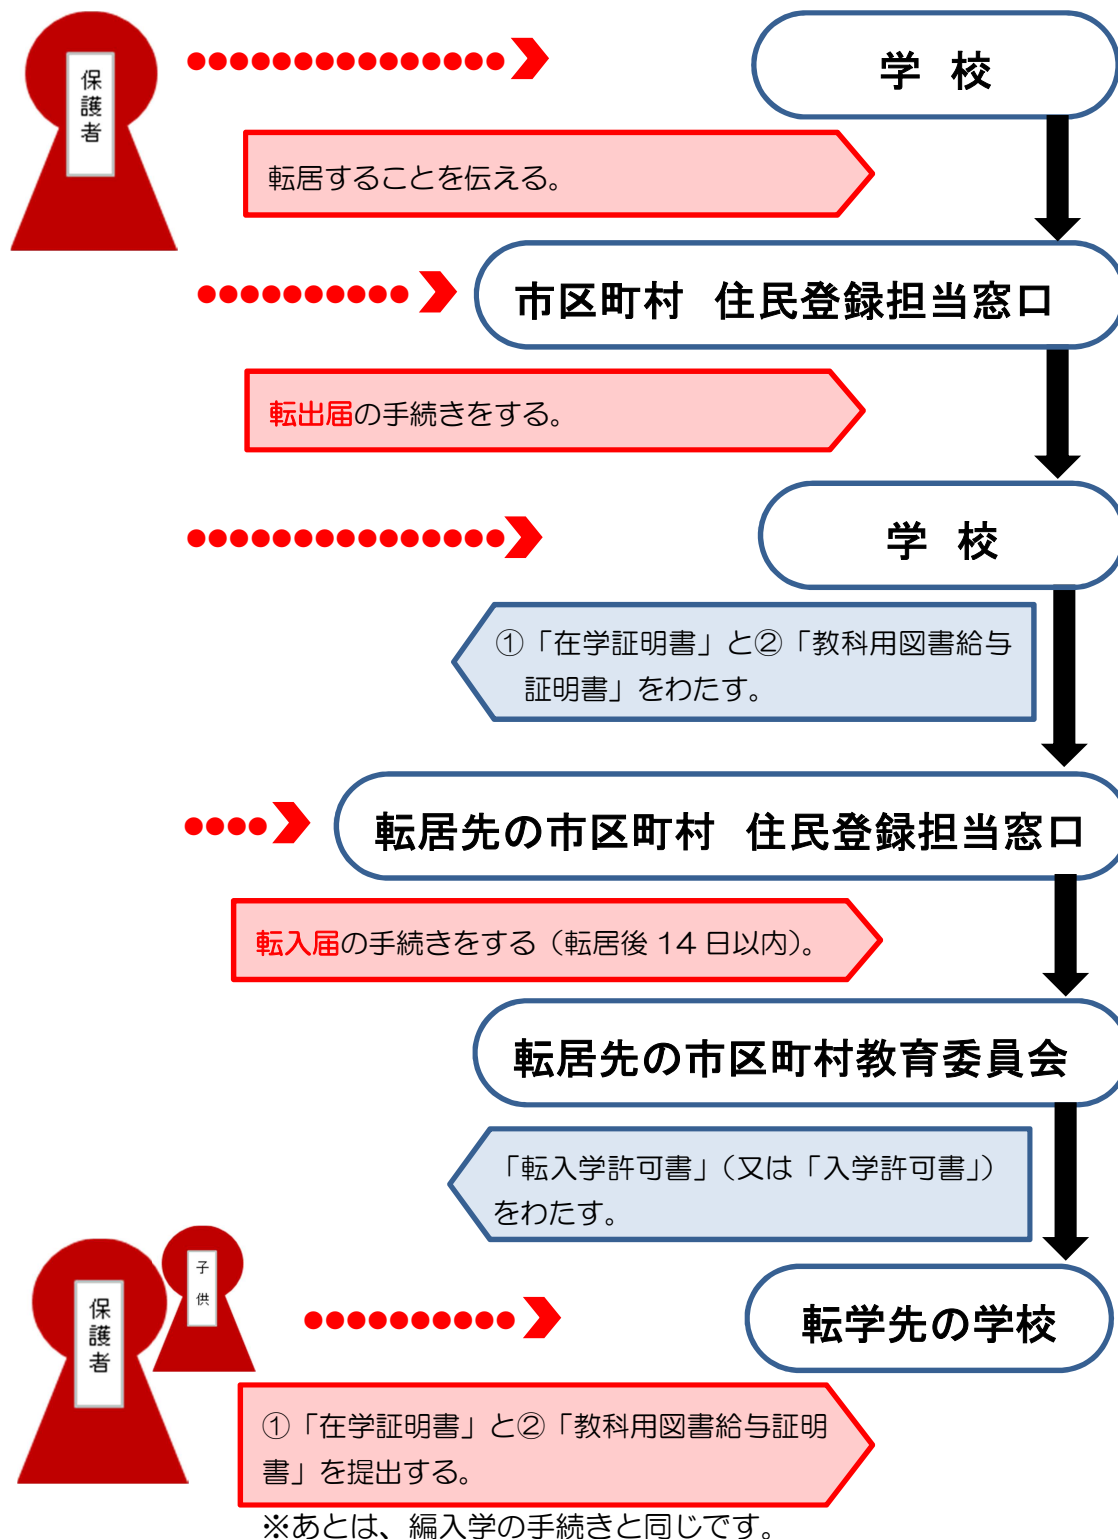 保護者
学 校
転居することを伝える。
市区町村 住民登録担当窓口
転出届の手続きをする。
学 校
①「在学証明書」と②「教科用図書給与
証明書」をわたす。
転居先の市区町村 住民登録担当窓口
転入届の手続きをする（転居後 14 日以内）。
転居先の市区町村教育委員会
「転入学許可書」（又は「入学許可書」）
をわたす。
子供
保護者
転学先の学校
①「在学証明書」と②「教科用図書給与証明
書」を提出する。
※あとは、編入学の手続きと同じです。